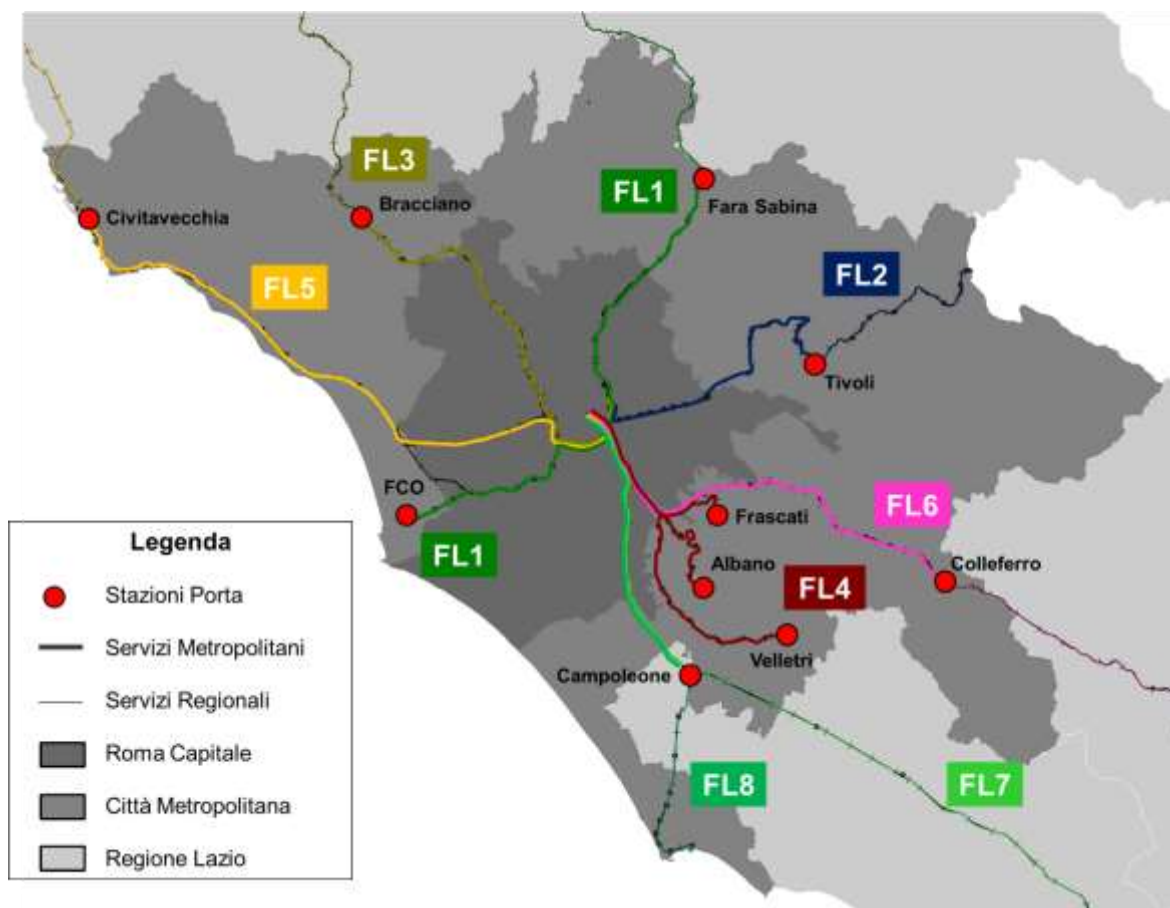 FL3
Bracciano
FL1
Fara Sabina
Civitavecchia
FL5
FL2
Tivoli
FCO
FL1
Frascati
FL6
Albano
Colleferro
FL4
Velletri
Campoleone
FL8
FL7
Legenda
Stazioni Porta
Servizi Metropolitani
Servizi Regionali
Roma Capitale
Città Metropolitana
Regione Lazio